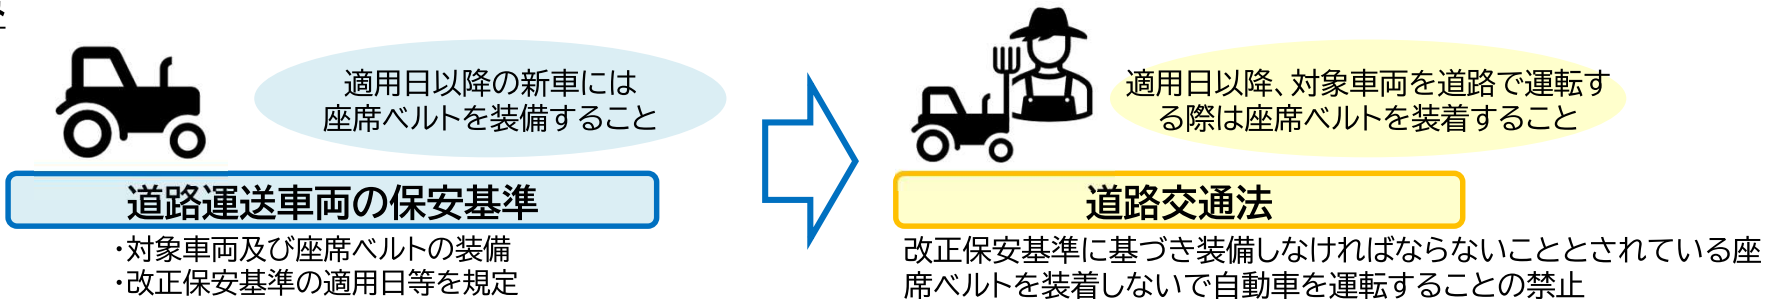 適用日以降の新車には
座席ベルトを装備すること
道路運送車両の保安基準
・対象車両及び座席ベルトの装備
・改正保安基準の適用日等を規定
適用日以降、対象車両を道路で運転す
る際は座席ベルトを装着すること
道路交通法
改正保安基準に基づき装備しなければならないこととされている座
席ベルトを装着しないで自動車を運転することの禁止